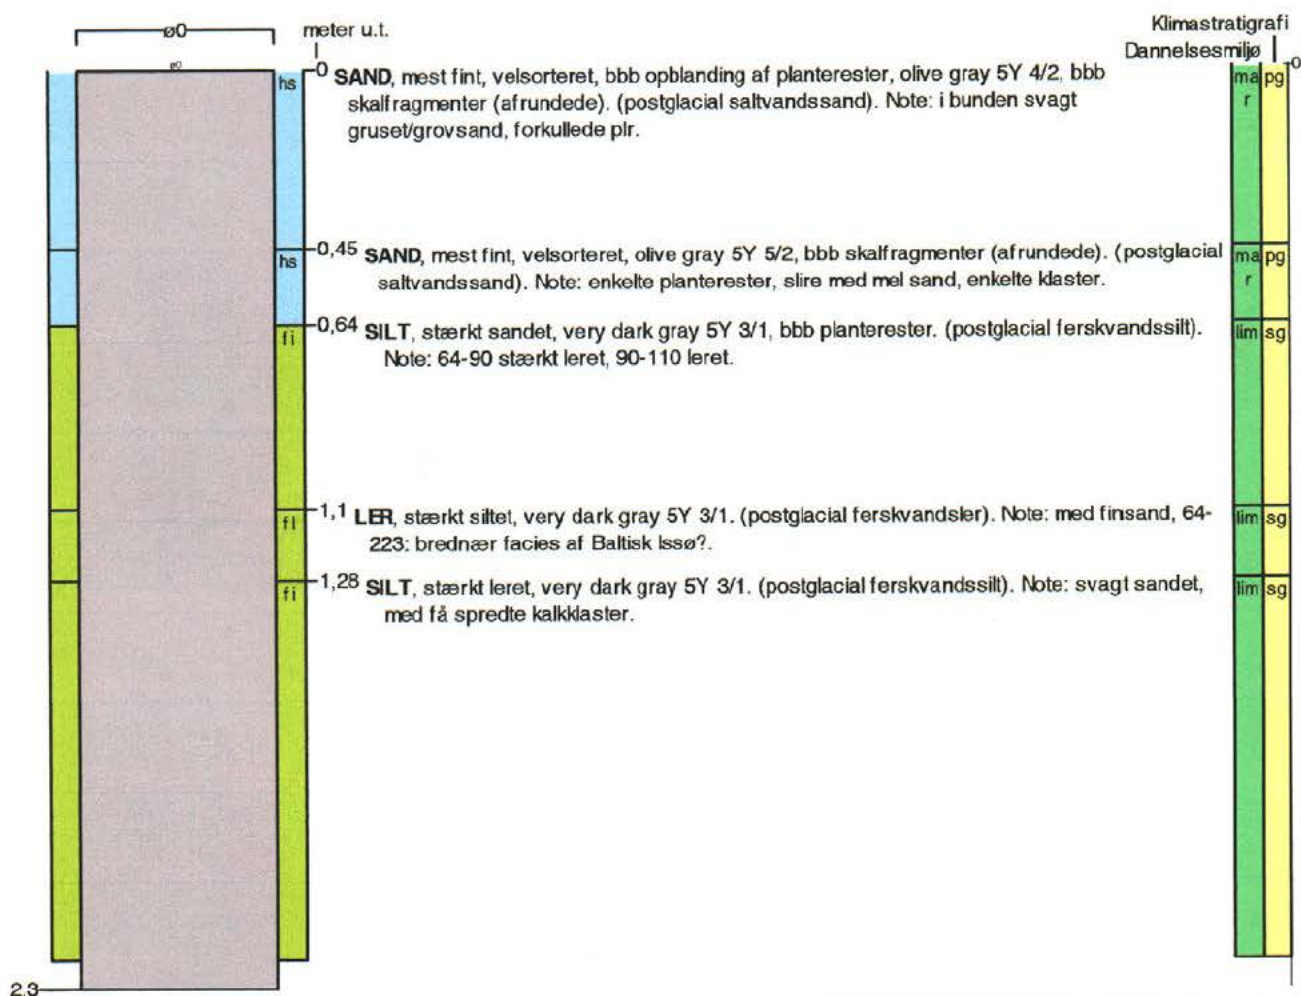 ø0
meter u.t.
Klimastratigrafi
Dannelsesmiljø
ø0
hs
0 SAND, mest fint, velsorteret, bbb opblanding af planterester, olive gray 5Y 4/2, bbb
skalfragmenter (afrundede). (postglacial saltvandssand). Note: i bunden svagt
gruset/grovsand, forkullede plr.
ma pg
r
0
hs
0,45 SAND, mest fint, velsorteret, olive gray 5Y 5/2, bbb skalfragmenter (afrundede). (postglacial
saltvandssand). Note: enkelte planterester, slire med mel sand, enkelte klaster.
ma pg
r
fi
0,64 SILT, stærkt sandet, very dark gray 5Y 3/1, bbb planterester. (postglacial ferskvandssilt).
Note: 64-90 stærkt leret, 90-110 leret.
lim sg
fl
1,1 LER, stærkt siltet, very dark gray 5Y 3/1. (postglacial ferskvandsler). Note: med finsand, 64-
223: brednær facies af Baltisk Issø?.
lim sg
fi
1,28 SILT, stærkt leret, very dark gray 5Y 3/1. (postglacial ferskvandssilt). Note: svagt sandet,
med få spredte kalkklaster.
lim sg
2,3